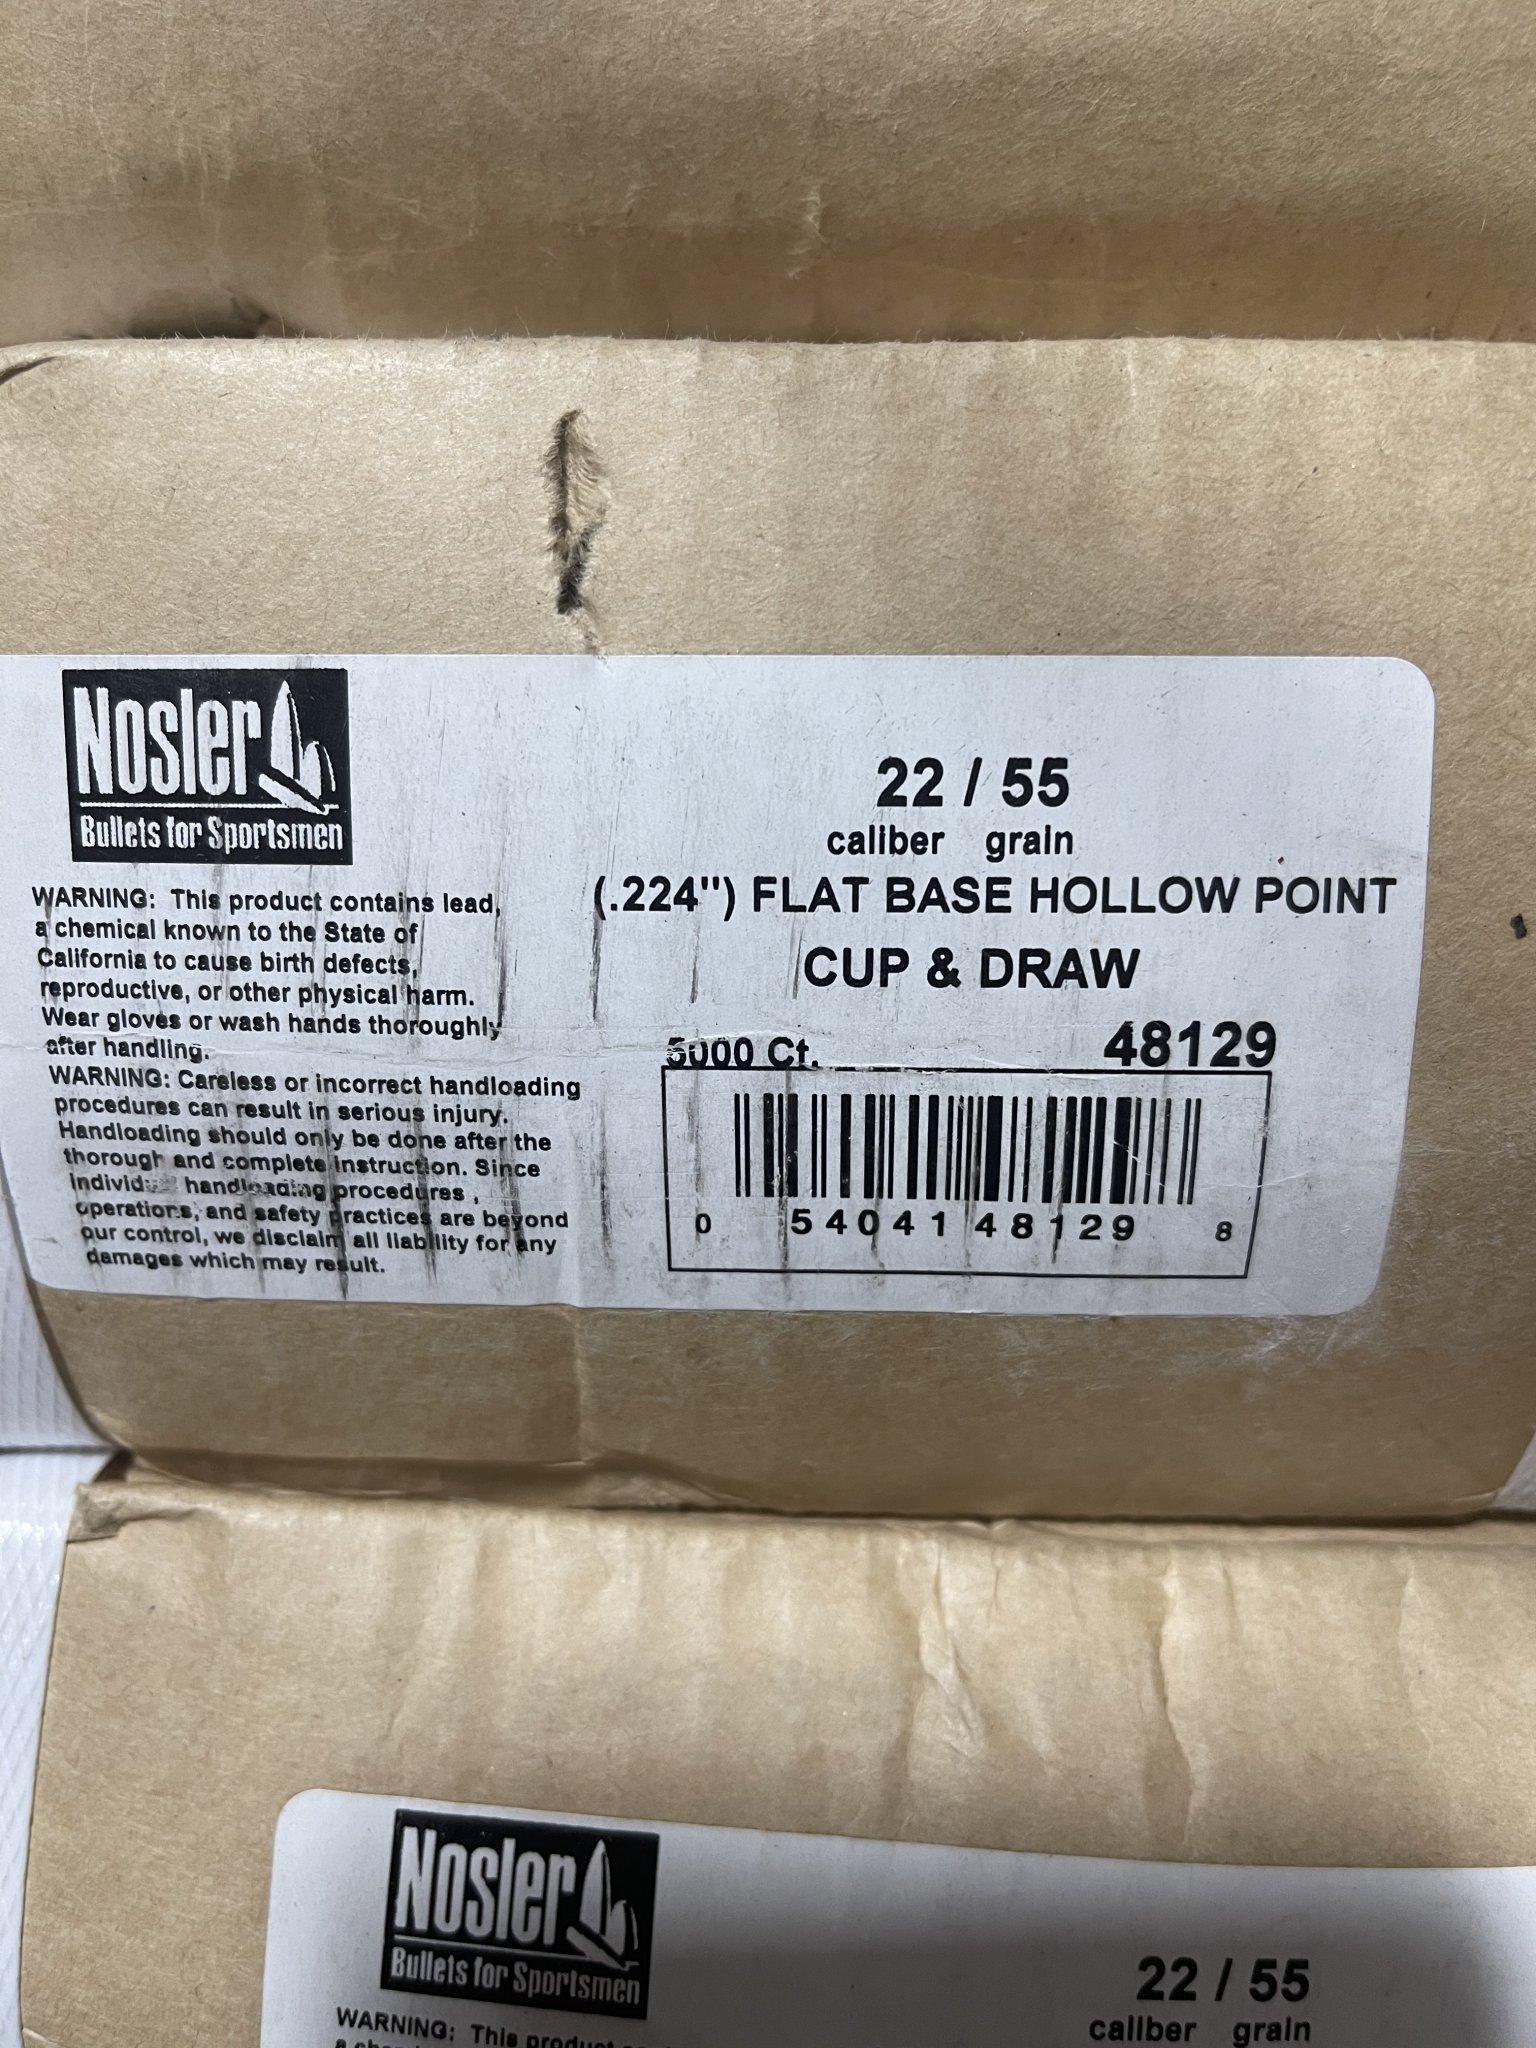 Nosler
Bullets for Sportsmen
WARNING: This product contains lead,
a chemical known to the State of
California to cause birth defects,
reproductive, or other physical harm.
Wear gloves or wash hands thoroughly
after handling.
WARNING: Careless or incorrect handloading
procedures can result in serious injury.
Handloading should only be done after the
thorough and complete instruction. Since
individual handloading procedures ,
operations, and safety practices are beyond
our control, we disclaim all liability for any
damages which may result.
22 / 55
caliber grain
(.224") FLAT BASE HOLLOW POINT
CUP & DRAW
5000 Ct. 48129
0 54041 48129 8
Nosler
Bullets for Sportsmen
WARNING: This product
22 / 55
caliber grain